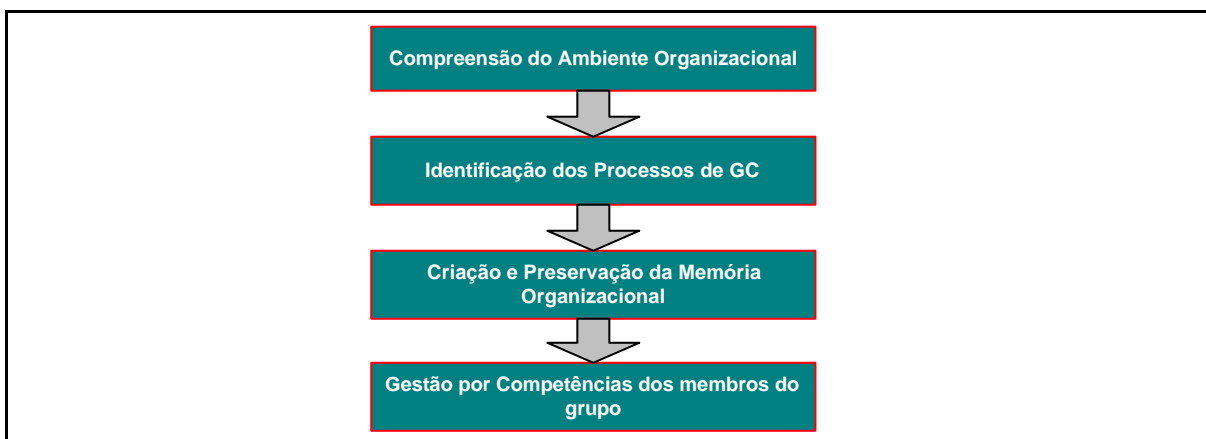 Compreensão do Ambiente Organizacional
Identificação dos Processos de GC
Criação e Preservação da Memória
Organizacional
Gestão por Competências dos membros do
grupo